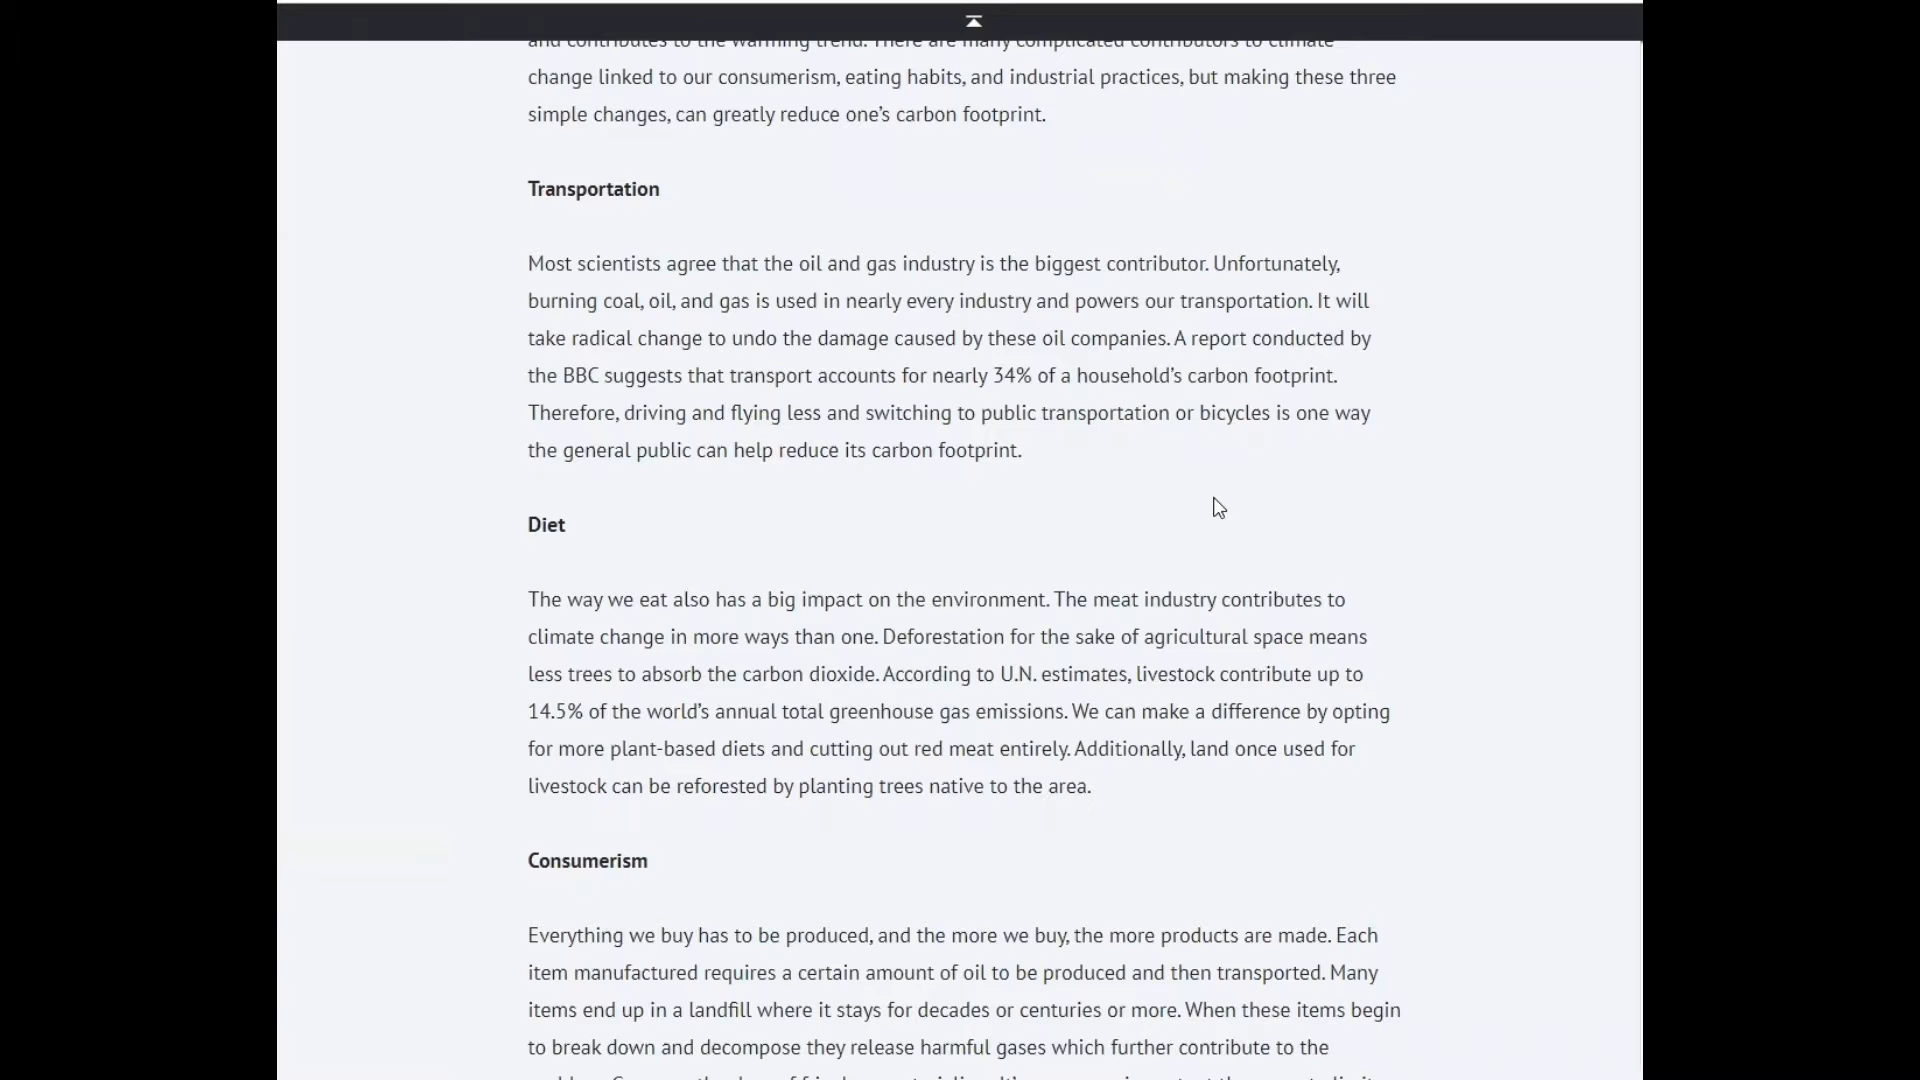 and contributes to the warming trend. There are many complicated contributors to climate
change linked to our consumerism, eating habits, and industrial practices, but making these three
simple changes, can greatly reduce one’s carbon footprint.
Transportation
Most scientists agree that the oil and gas industry is the biggest contributor. Unfortunately,
burning coal, oil, and gas is used in nearly every industry and powers our transportation. It will
take radical change to undo the damage caused by these oil companies. A report conducted by
the BBC suggests that transport accounts for nearly 34% of a household’s carbon footprint.
Therefore, driving and flying less and switching to public transportation or bicycles is one way
the general public can help reduce its carbon footprint.
Diet
The way we eat also has a big impact on the environment. The meat industry contributes to
climate change in more ways than one. Deforestation for the sake of agricultural space means
less trees to absorb the carbon dioxide. According to U.N. estimates, livestock contribute up to
14.5% of the world’s annual total greenhouse gas emissions. We can make a difference by opting
for more plant-based diets and cutting out red meat entirely. Additionally, land once used for
livestock can be reforested by planting trees native to the area.
Consumerism
Everything we buy has to be produced, and the more we buy, the more products are made. Each
item manufactured requires a certain amount of oil to be produced and then transported. Many
items end up in a landfill where it stays for decades or centuries or more. When these items begin
to break down and decompose they release harmful gases which further contribute to the